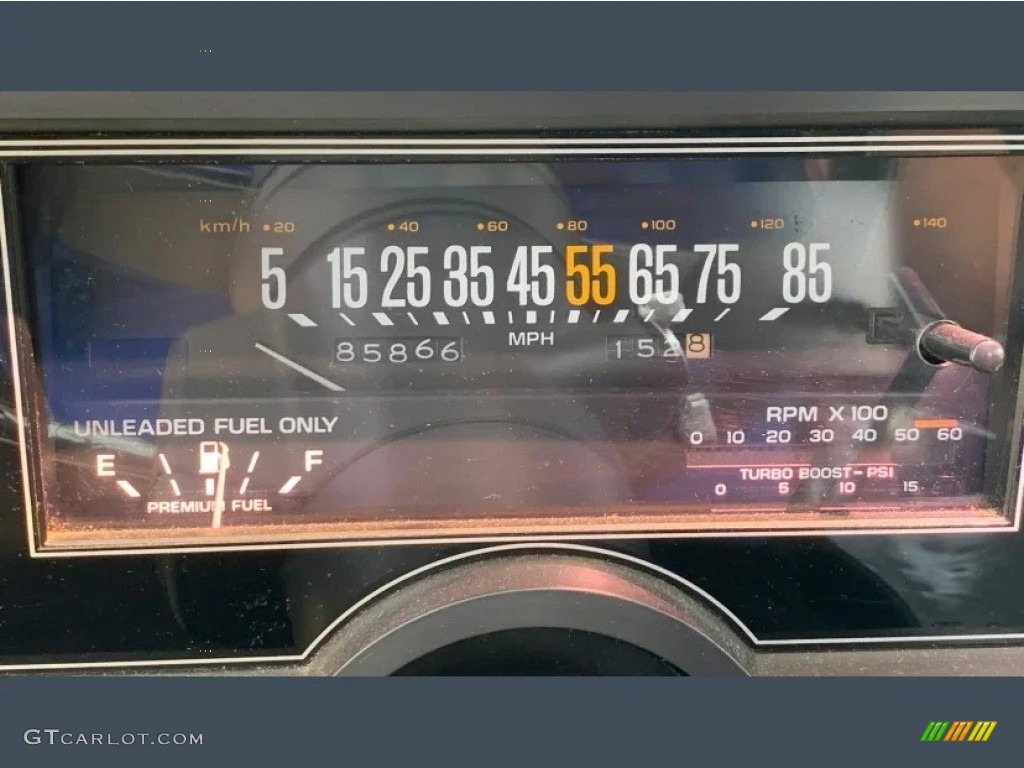 km/h 20 40 60 80 100 120 140
5 15 25 35 45 55 65 75 85
MPH
85866 152 8
UNLEADED FUEL ONLY
RPM X 100
0 10 20 30 40 50 60
E F
TURBO BOOST-PSI
0 5 10 15
PREMIUM FUEL
GTCARLOT.COM